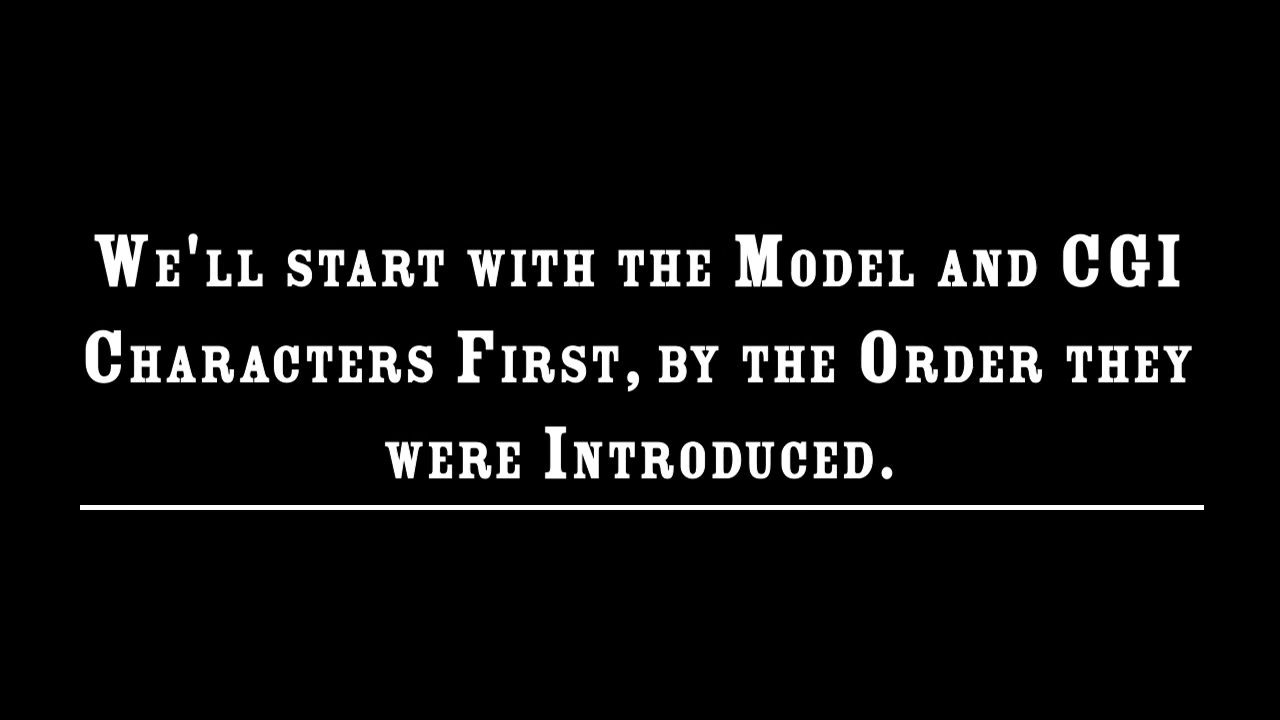 We'll start with the Model and CGI
Characters First, by the Order they
were Introduced.